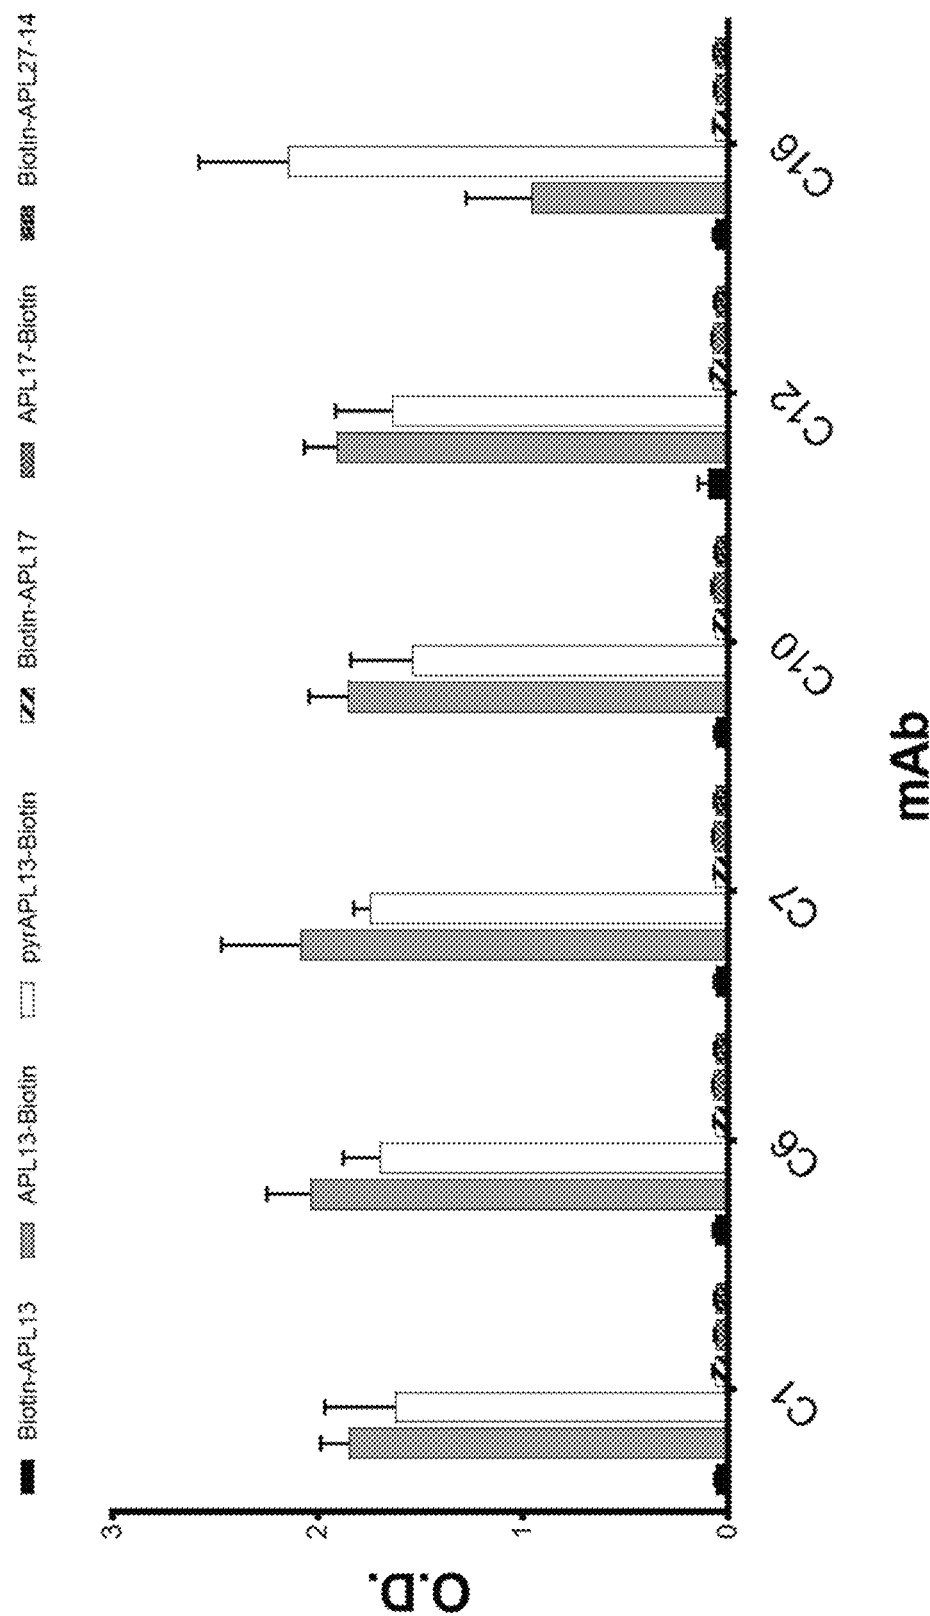 Biotin-APL13 APL13-Biotin pyrAPL13-Biotin Biotin-APL17 APL17-Biotin Biotin-APL27-14
O.D.
3
2
1
0
C1 C6 C7 C10 C12 C16
mAb